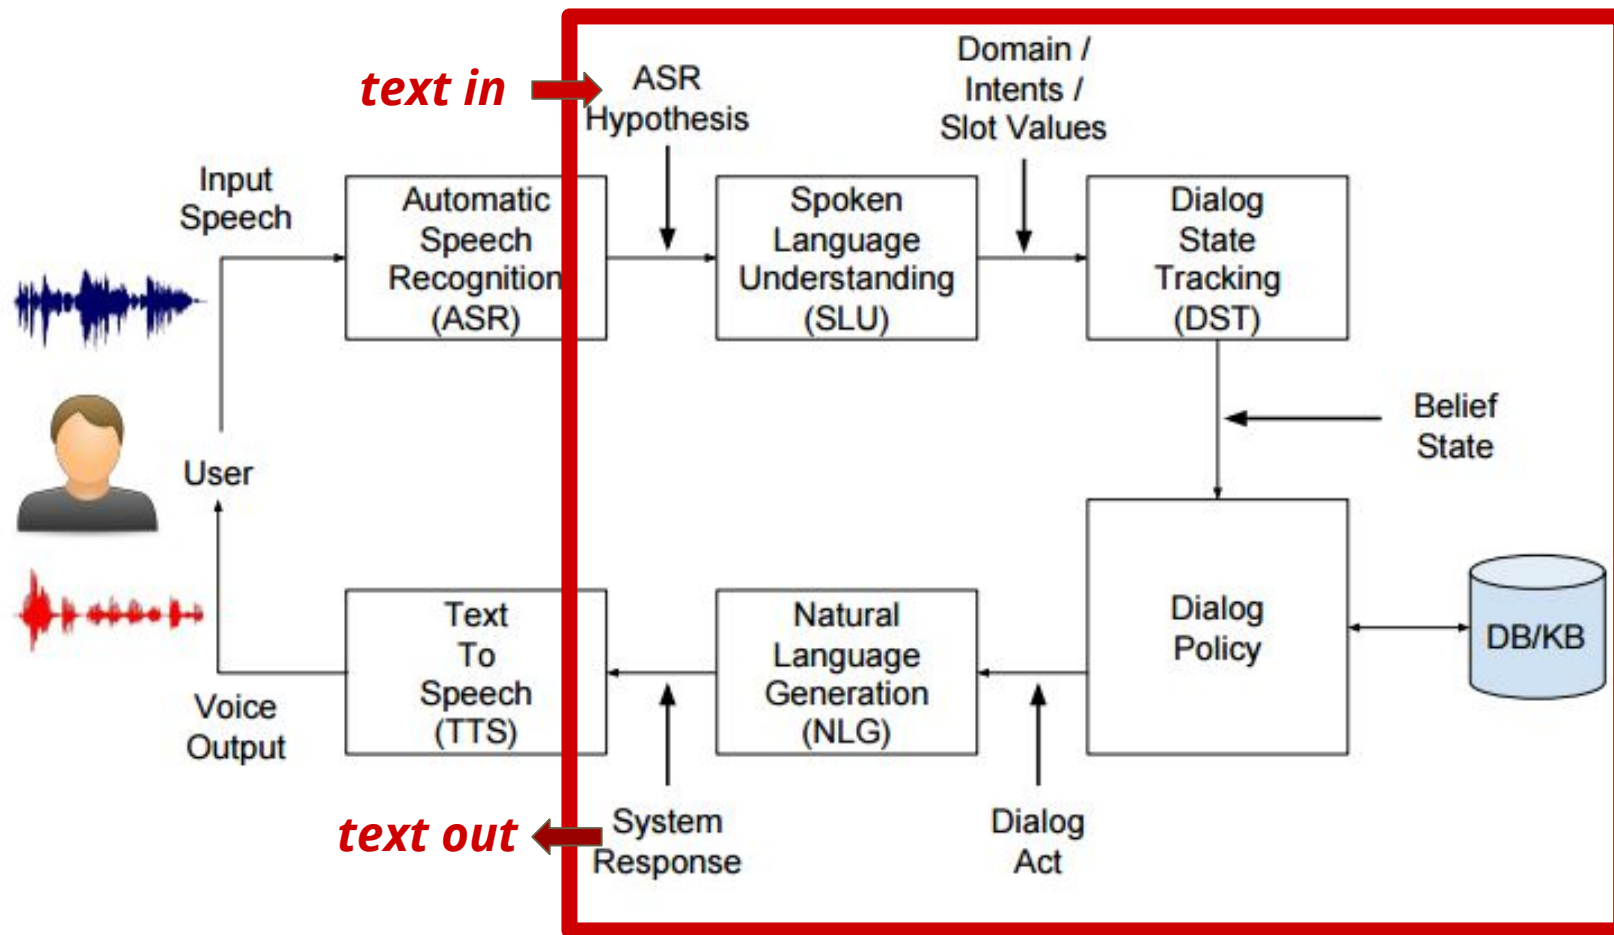 text in
ASR
Hypothesis
Domain /
Intents /
Slot Values
Input
Speech
Automatic
Speech
Recognition
(ASR)
Spoken
Language
Understanding
(SLU)
Dialog
State
Tracking
(DST)
Belief
State
User
Text
To
Speech
(TTS)
Natural
Language
Generation
(NLG)
Dialog
Policy
DB/KB
Voice
Output
text out
System
Response
Dialog
Act